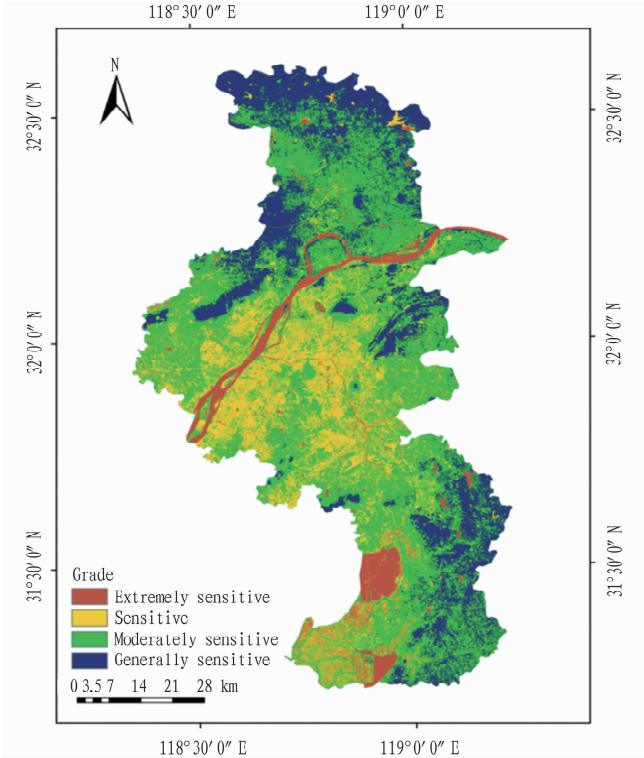 118°30′0″ E
119°0′0″ E
N
32°30′0″ N
32°30′0″ N
32°0′0″ N
32°0′0″ N
31°30′0″ N
31°30′0″ N
Grade
Extremely sensitive
Sensitive
Moderately sensitive
Generally sensitive
0 3.5 7 14 21 28 km
118°30′0″ E
119°0′0″ E